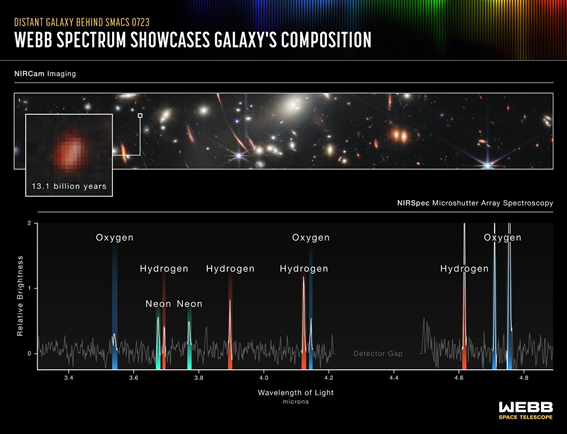 DISTANT GALAXY BEHIND SMACS 0723
WEBB SPECTRUM SHOWCASES GALAXY'S COMPOSITION
NIRCam Imaging
13.1 billion years
NIRSpec Microshutter Array Spectroscopy
Relative Brightness
2
1
0
Oxygen
Oxygen
Oxygen
Hydrogen
Hydrogen
Hydrogen
Hydrogen
Neon
Neon
Detector Gap
3.4
3.6
3.8
4.0
4.2
4.4
4.6
4.8
Wavelength of Light
microns
WEBB
SPACE TELESCOPE